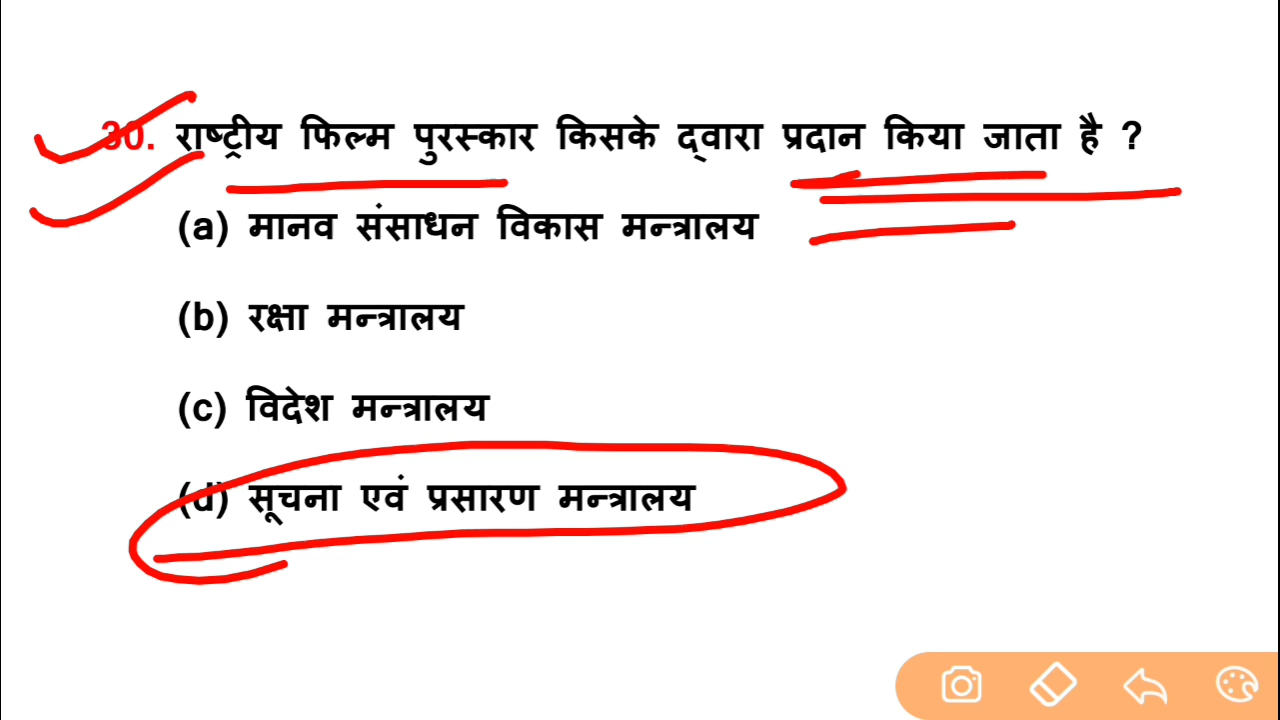 30. राष्ट्रीय फिल्म पुरस्कार किसके द्वारा प्रदान किया जाता है ?
(a) मानव संसाधन विकास मन्त्रालय
(b) रक्षा मन्त्रालय
(c) विदेश मन्त्रालय
(d) सूचना एवं प्रसारण मन्त्रालय